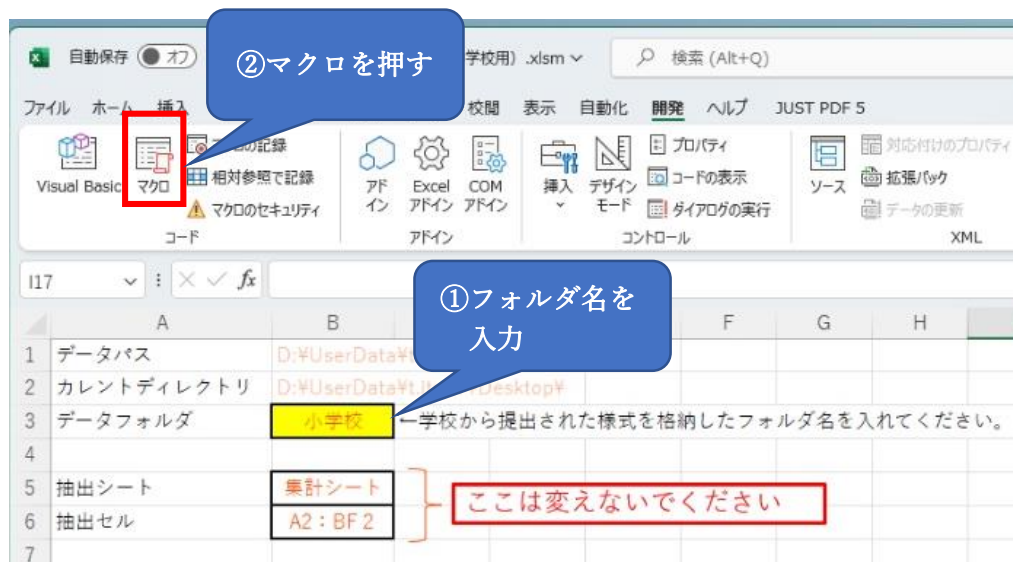 自動保存 オフ
学校用) .xlsm
検索 (Alt+Q)
②マクロを押す
ファイル ホーム 挿入 校閲 表示 自動化 開発 ヘルプ JUST PDF 5
Visual Basic
マクロ
の記録
相対参照で記録
マクロのセキュリティ
コード
アドイン
Excel アドイン
COM アドイン
アドイン
挿入
デザインモード
プロパティ
コードの表示
ダイアログの実行
コントロール
ソース
対応付けのプロパティ
拡張パック
データの更新
XML
I17 fx
①フォルダ名を
入力
A B F G H
1 データパス D:¥UserData¥t
2 カレントディレクトリ D:¥UserData¥t Desktop¥
3 データフォルダ 小学校 ←学校から提出された様式を格納したフォルダ名を入れてください。
4
5 抽出シート 集計シート
ここは変えないでください
6 抽出セル A2:BF2
7